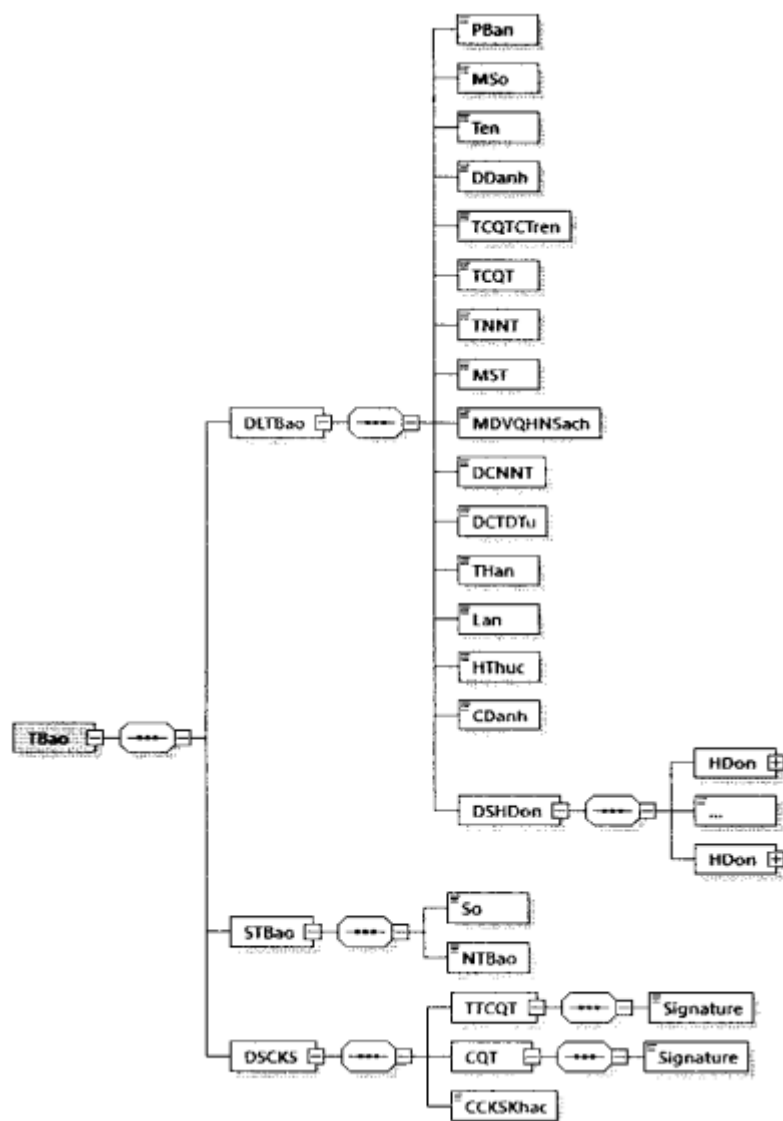 PBan
MSo
Ten
DDanh
TCQTCTren
TCQT
TNNT
MST
DLTBao
MDVQHNSach
DCNNT
DCTDTu
THan
Lan
HThuc
CDanh
TBao
HDon
DSHDon
...
HDon
So
STBao
NTBao
TTCQT
Signature
DSCKS
CQT
Signature
CCKSKhac